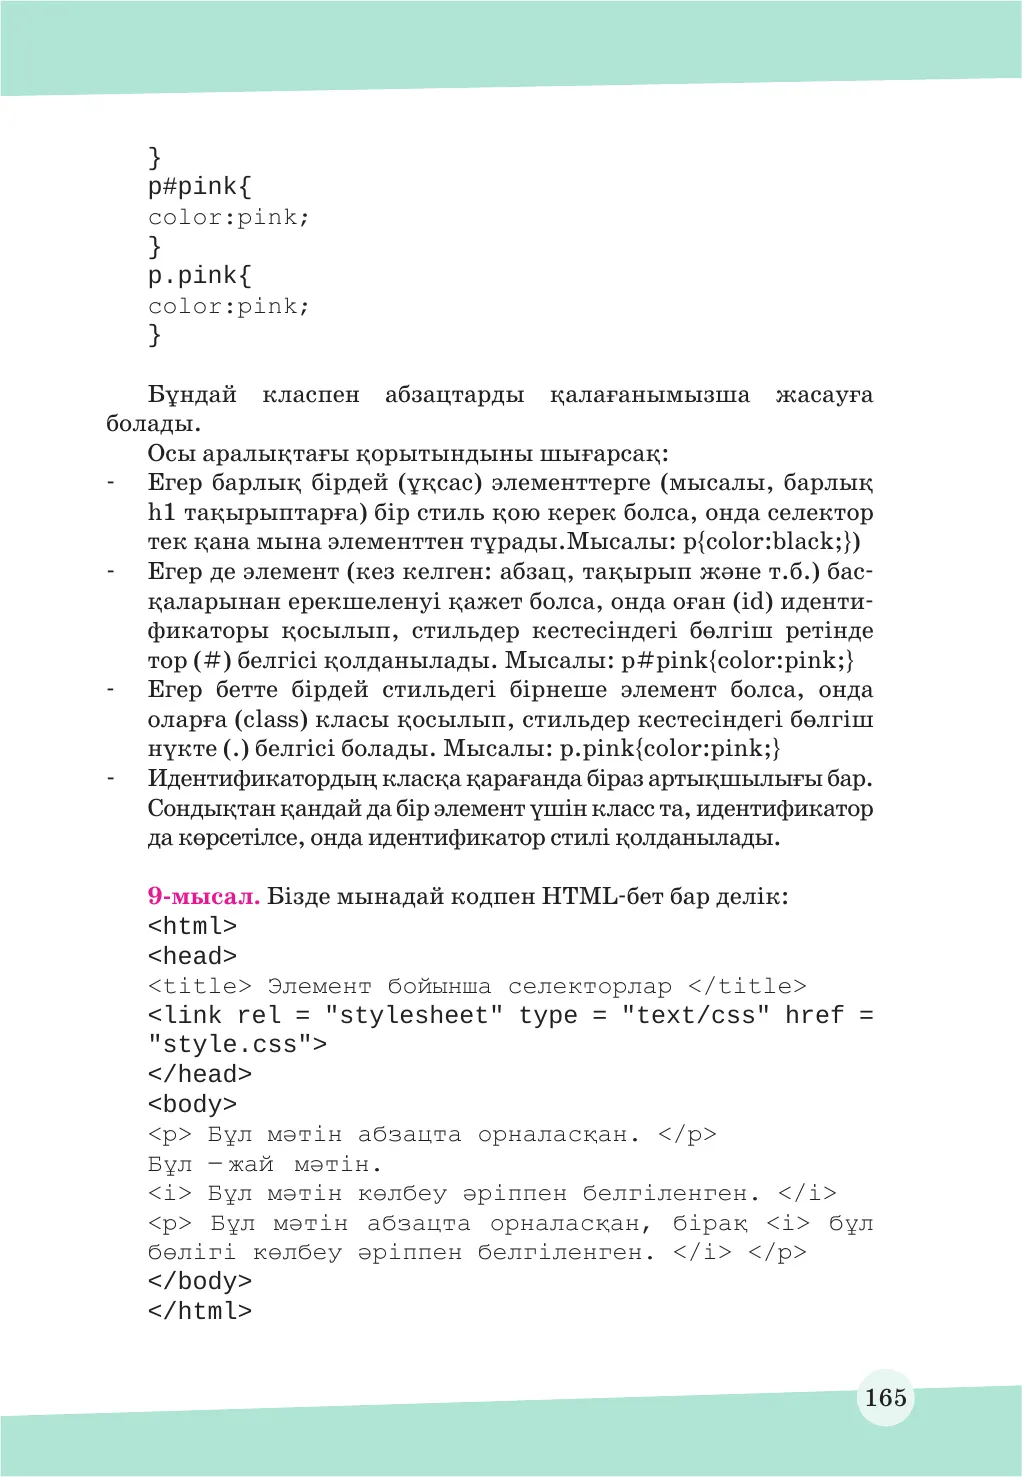 }
p#pink{
color:pink;
}
p.pink{
color:pink;
}
Бұндай класпен абзацтарды қалағанымызша жасауға
болады.
Осы аралықтағы қорытындыны шығарсақ:
- Егер барлық бірдей (ұқсас) элементтерге (мысалы, барлық
h1 тақырыптарға) бір стиль қою керек болса, онда селектор
тек қана мына элементтен тұрады.Мысалы: p{color:black;})
- Егер де элемент (кез келген: абзац, тақырып және т.б.) бас-
қаларынан ерекшеленуі қажет болса, онда оған (id) иденти-
фикаторы қосылып, стильдер кестесіндегі бөлгіш ретінде
тор (#) белгісі қолданылады. Мысалы: p#pink{color:pink;}
- Егер бетте бірдей стильдегі бірнеше элемент болса, онда
оларға (class) класы қосылып, стильдер кестесіндегі бөлгіш
нүкте (.) белгісі болады. Мысалы: p.pink{color:pink;}
- Идентификатордың класқа қарағанда біраз артықшылығы бар.
Сондықтан қандай да бір элемент үшін класс та, идентификатор
да көрсетілсе, онда идентификатор стилі қолданылады.
9-мысал. Бізде мынадай кодпен HTML-бет бар делік:
<html>
<head>
<title> Элемент бойынша селекторлар </title>
<link rel = "stylesheet" type = "text/css" href =
"style.css">
</head>
<body>
<p> Бұл мәтін абзацта орналасқан. </p>
Бұл – жай мәтін.
<i> Бұл мәтін көлбеу әріппен белгіленген. </i>
<p> Бұл мәтін абзацта орналасқан, бірақ <i> бұл
бөлігі көлбеу әріппен белгіленген. </i> </p>
</body>
</html>
165